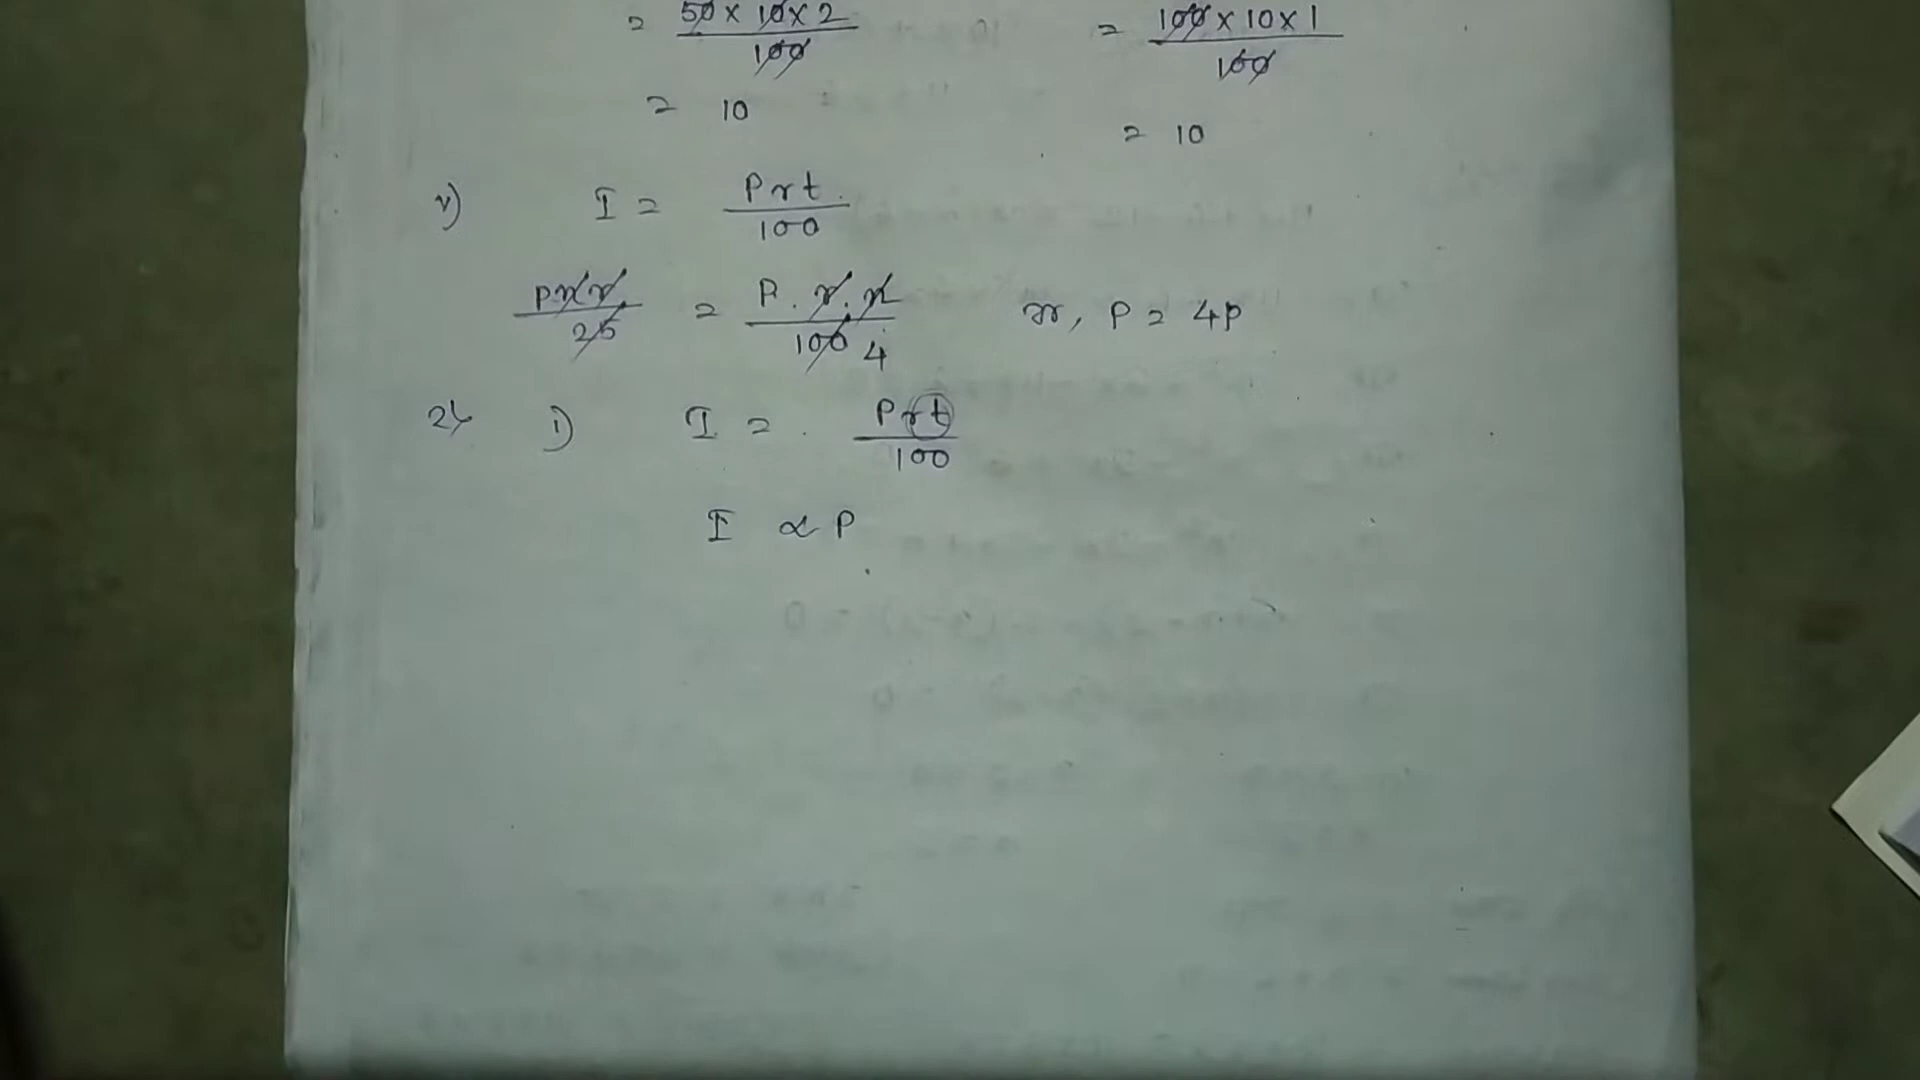 = 50 x 10 x 2 / 100 = 100 x 10 x 1 / 100
= 10 = 10
v) I = Prt / 100
prr / 25 = P . r . r / 100 4 or, P = 4p
2) i) I = Prt / 100
I ∝ P